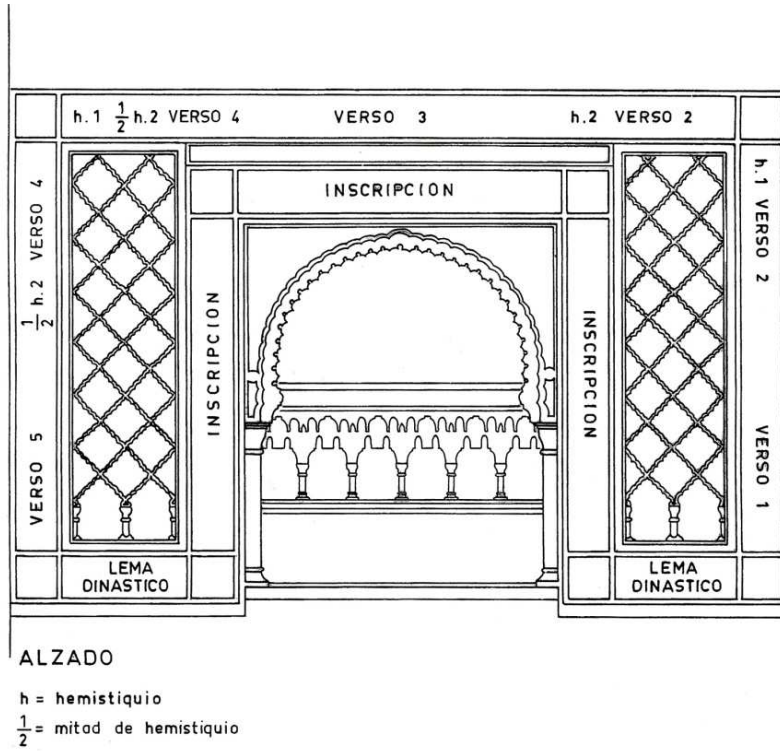 h.1 1/2 h.2 VERSO 4 VERSO 3 h.2 VERSO 2
1/2 h.2 VERSO 4
VERSO 5
INSCRIPCION
INSCRIPCION
INSCRIPCION
h.1 VERSO 2
VERSO 1
LEMA
DINASTICO
LEMA
DINASTICO
ALZADO
h = hemistiquio
1/2 = mitad de hemistiquio